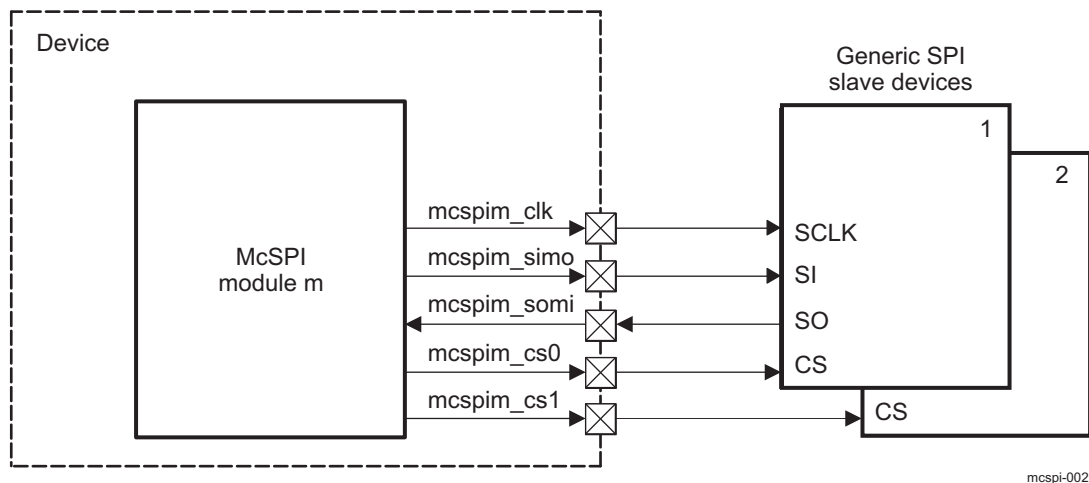 Device
Generic SPI
slave devices
1
2
McSPI
module m
mcspim_clk
mcspim_simo
mcspim_somi
mcspim_cs0
mcspim_cs1
SCLK
SI
SO
CS
CS
mcspi-002